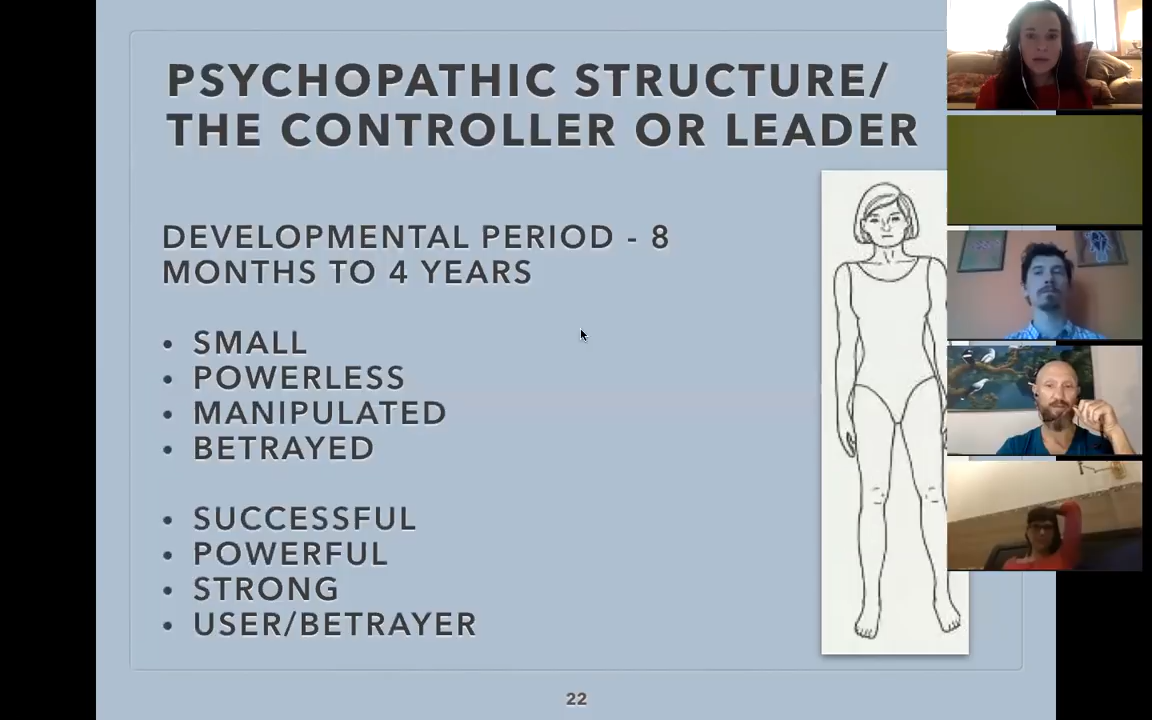 PSYCHOPATHIC STRUCTURE/
THE CONTROLLER OR LEADER
DEVELOPMENTAL PERIOD - 8
MONTHS TO 4 YEARS
• SMALL
• POWERLESS
• MANIPULATED
• BETRAYED
• SUCCESSFUL
• POWERFUL
• STRONG
• USER/BETRAYER
22